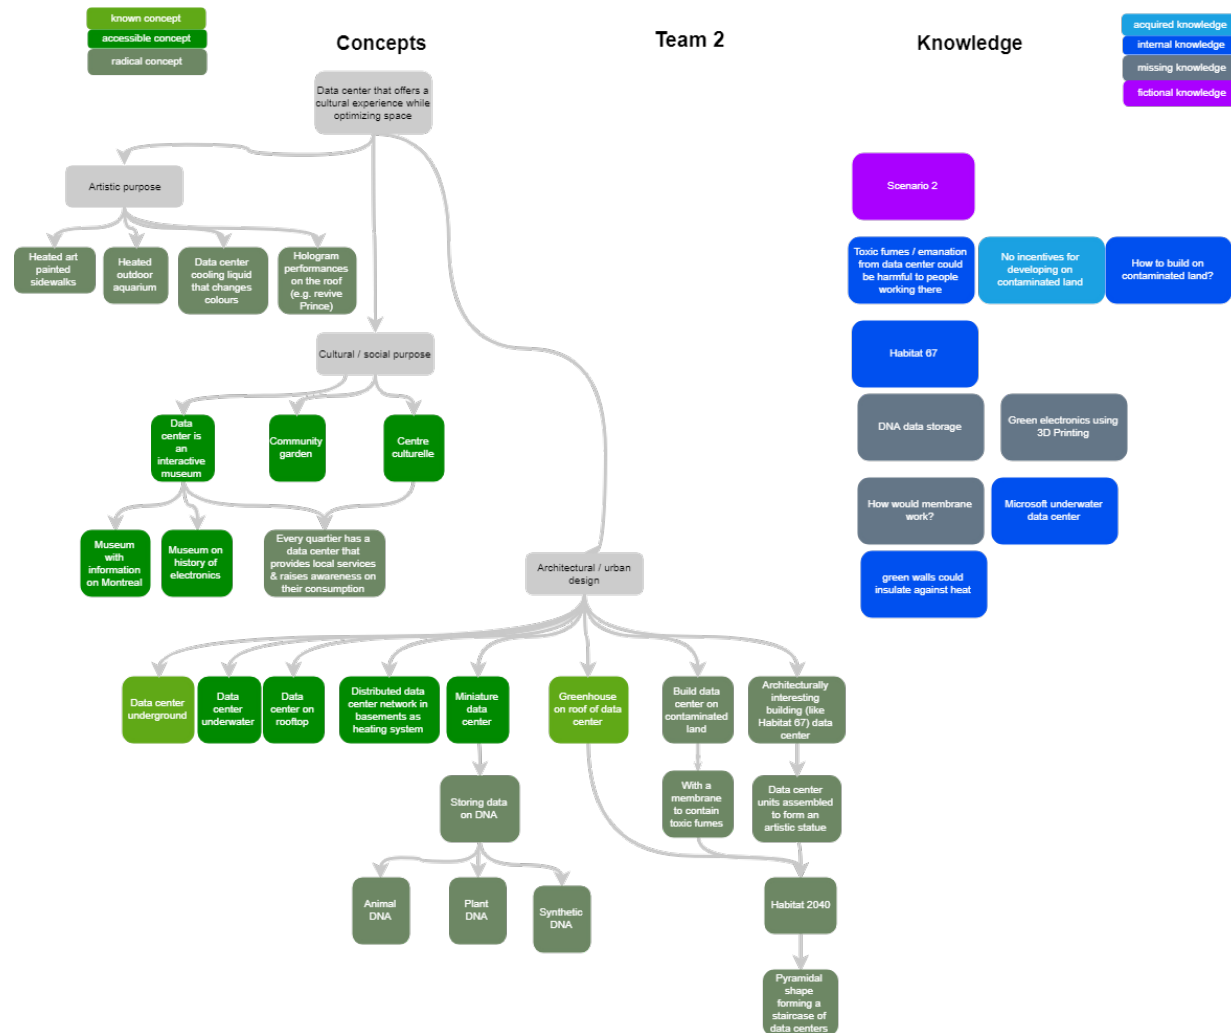 known concept
accessible concept
radical concept
Concepts
Team 2
Knowledge
acquired knowledge
internal knowledge
missing knowledge
fictional knowledge
Data center that offers a
cultural experience while
optimizing space
Artistic purpose
Heated art
painted
sidewalks
Heated
outdoor
aquarium
Data center
cooling liquid
that changes
colours
Hologram
performances
on the roof
(e.g. revive
Prince)
Cultural / social purpose
Data
center is
an
interactive
museum
Community
garden
Centre
culturelle
Museum
with
information
on Montreal
Museum on
history of
electronics
Every quartier has a
data center that
provides local services
& raises awareness on
their consumption
Architectural / urban
design
Data center
underground
Data
center
underwater
Data
center on
rooftop
Distributed data
center network in
basements as
heating system
Miniature
data
center
Greenhouse
on roof of data
center
Build data
center on
contaminated
land
Architecturally
interesting
building (like
Habitat 67) data
center
Storing data
on DNA
With a
membrane
to contain
toxic fumes
Data center
units assembled
to form an
artistic statue
Animal
DNA
Plant
DNA
Synthetic
DNA
Habitat 2040
Pyramidal
shape
forming a
staircase of
data centers
Scenario 2
Toxic fumes / emanation
from data center could
be harmful to people
working there
No incentives for
developing on
contaminated land
How to build on
contaminated land?
Habitat 67
DNA data storage
Green electronics using
3D Printing
How would membrane
work?
Microsoft underwater
data center
green walls could
insulate against heat